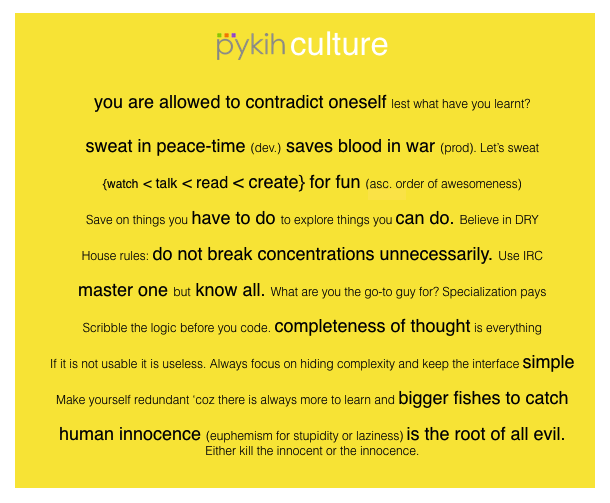 pykih culture
you are allowed to contradict oneself lest what have you learnt?
sweat in peace-time (dev.) saves blood in war (prod). Let's sweat
{watch < talk < read < create} for fun (asc. order of awesomeness)
Save on things you have to do to explore things you can do. Believe in DRY
House rules: do not break concentrations unnecessarily. Use IRC
master one but know all. What are you the go-to guy for? Specialization pays
Scribble the logic before you code. completeness of thought is everything
If it is not usable it is useless. Always focus on hiding complexity and keep the interface simple
Make yourself redundant 'coz there is always more to learn and bigger fishes to catch
human innocence (euphemism for stupidity or laziness) is the root of all evil.
Either kill the innocent or the innocence.